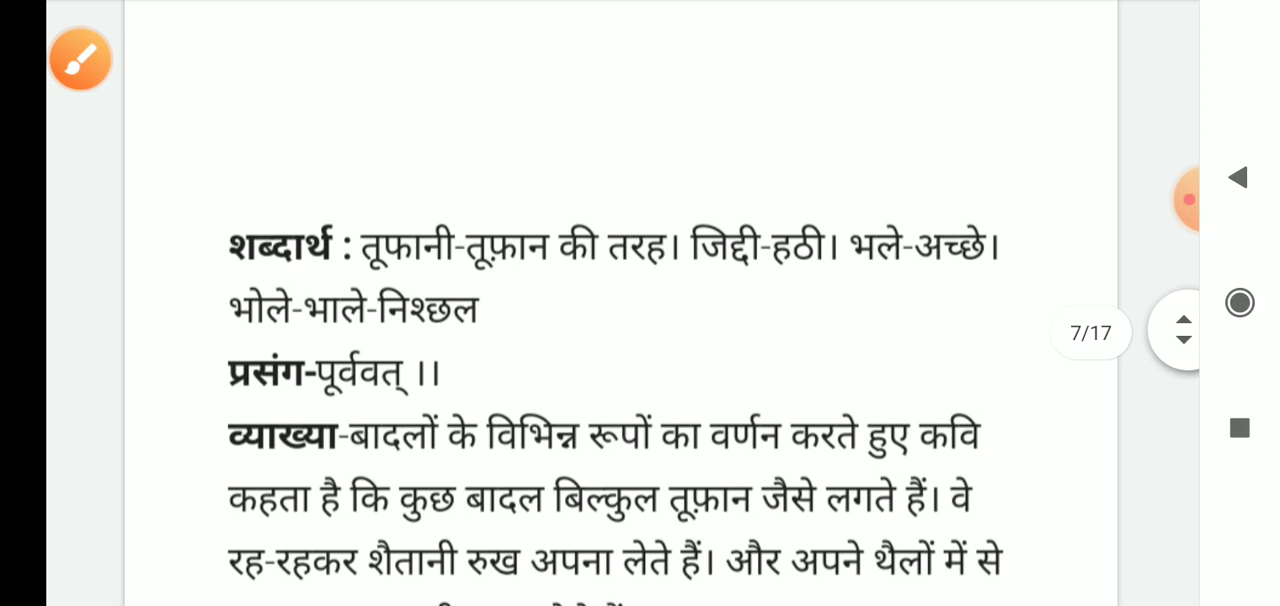 शब्दार्थ : तूफानी-तूफ़ान की तरह। जिद्दी-हठी। भले-अच्छे।
भोले-भाले-निश्छल
7/17
प्रसंग-पूर्ववत् ।।
व्याख्या-बादलों के विभिन्न रूपों का वर्णन करते हुए कवि
कहता है कि कुछ बादल बिल्कुल तूफ़ान जैसे लगते हैं। वे
रह-रहकर शैतानी रुख अपना लेते हैं। और अपने थैलों में से